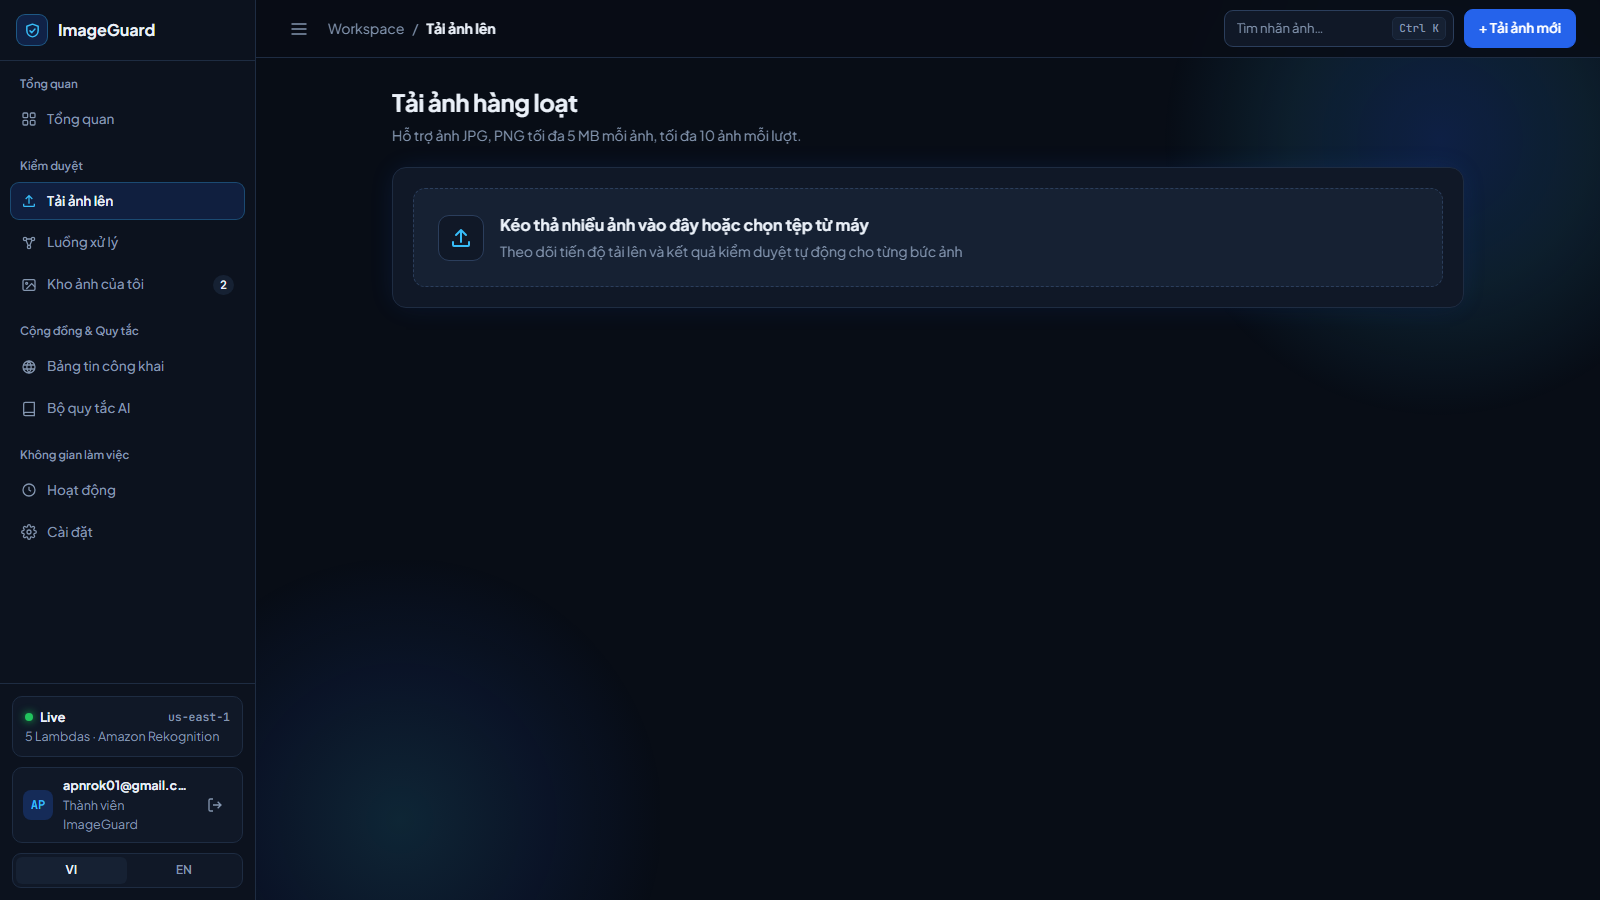 ImageGuard
Workspace / Tải ảnh lên
Tìm nhãn ảnh... Ctrl K
+ Tải ảnh mới
Tổng quan
Tổng quan
Kiểm duyệt
Tải ảnh lên
Luồng xử lý
Kho ảnh của tôi 2
Cộng đồng & Quy tắc
Bảng tin công khai
Bộ quy tắc AI
Không gian làm việc
Hoạt động
Cài đặt
Live us-east-1
5 Lambdas · Amazon Rekognition
AP
apnrok01@gmail.c...
Thành viên
ImageGuard
VI EN
Tải ảnh hàng loạt
Hỗ trợ ảnh JPG, PNG tối đa 5 MB mỗi ảnh, tối đa 10 ảnh mỗi lượt.
Kéo thả nhiều ảnh vào đây hoặc chọn tệp từ máy
Theo dõi tiến độ tải lên và kết quả kiểm duyệt tự động cho từng bức ảnh